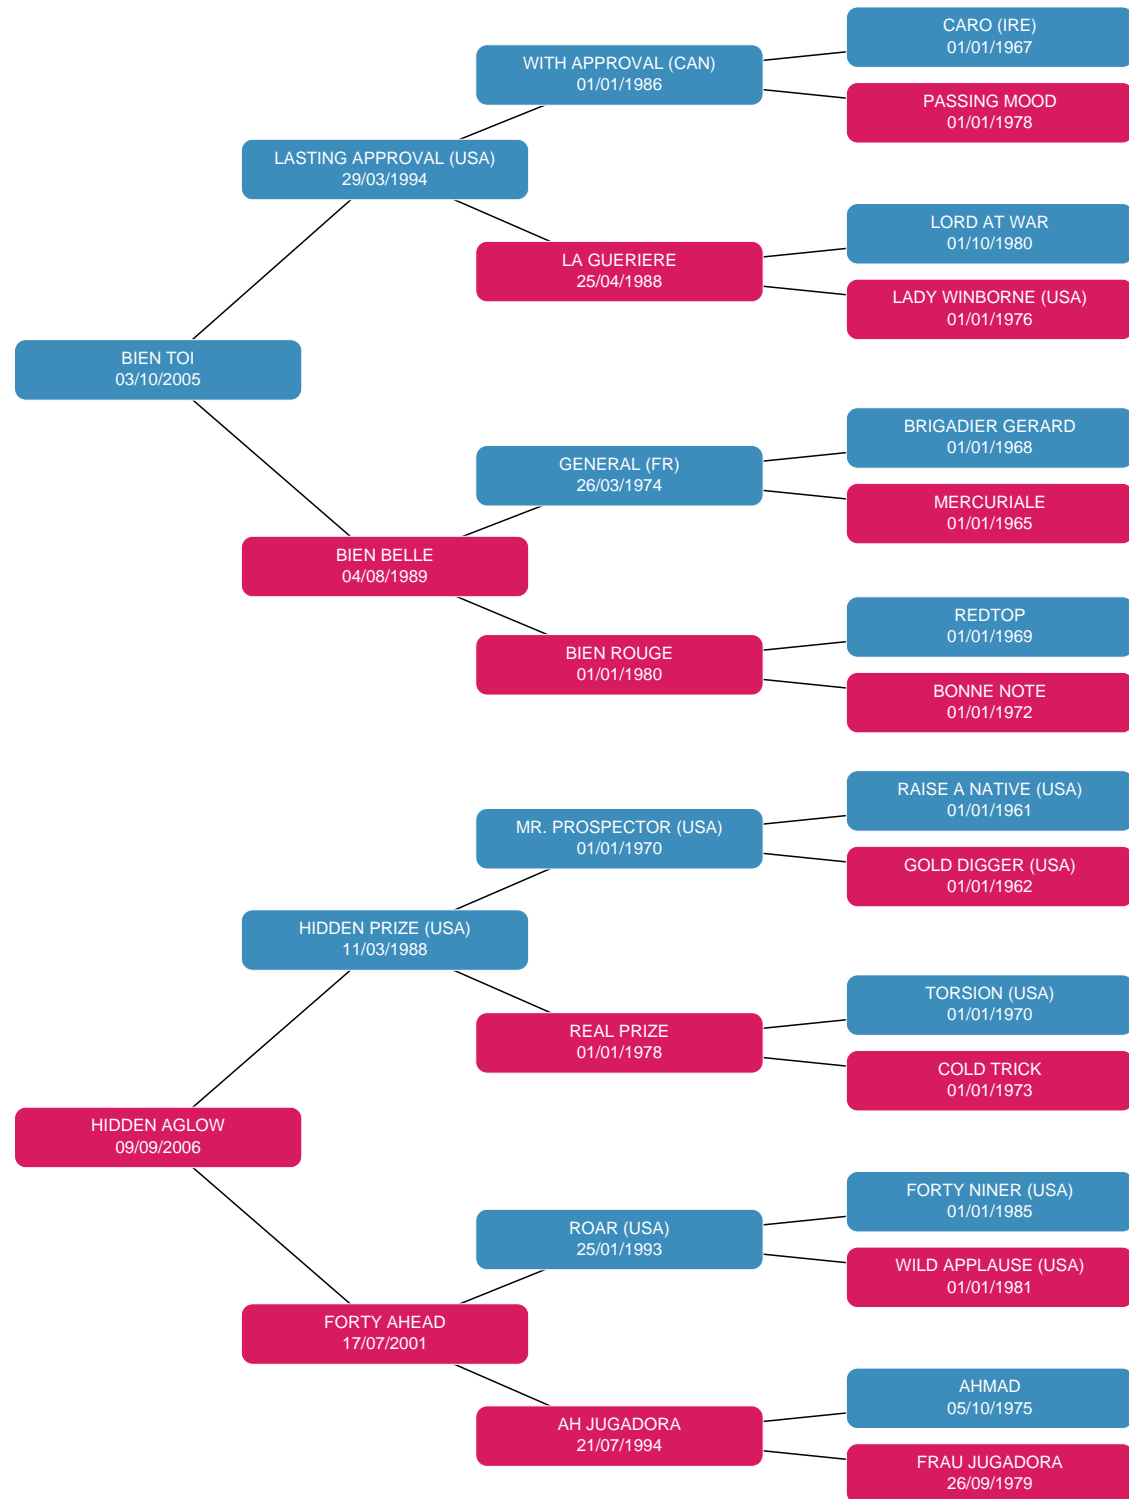 CARO (IRE)
01/01/1967
WITH APPROVAL (CAN)
01/01/1986
PASSING MOOD
01/01/1978
LASTING APPROVAL (USA)
29/03/1994
LORD AT WAR
01/10/1980
LA GUERIERE
25/04/1988
LADY WINBORNE (USA)
01/01/1976
BIEN TOI
03/10/2005
BRIGADIER GERARD
01/01/1968
GENERAL (FR)
26/03/1974
MERCURIALE
01/01/1965
BIEN BELLE
04/08/1989
REDTOP
01/01/1969
BIEN ROUGE
01/01/1980
BONNE NOTE
01/01/1972
RAISE A NATIVE (USA)
01/01/1961
MR. PROSPECTOR (USA)
01/01/1970
GOLD DIGGER (USA)
01/01/1962
HIDDEN PRIZE (USA)
11/03/1988
TORSION (USA)
01/01/1970
REAL PRIZE
01/01/1978
COLD TRICK
01/01/1973
HIDDEN AGLOW
09/09/2006
FORTY NINER (USA)
01/01/1985
ROAR (USA)
25/01/1993
WILD APPLAUSE (USA)
01/01/1981
FORTY AHEAD
17/07/2001
AHMAD
05/10/1975
AH JUGADORA
21/07/1994
FRAU JUGADORA
26/09/1979